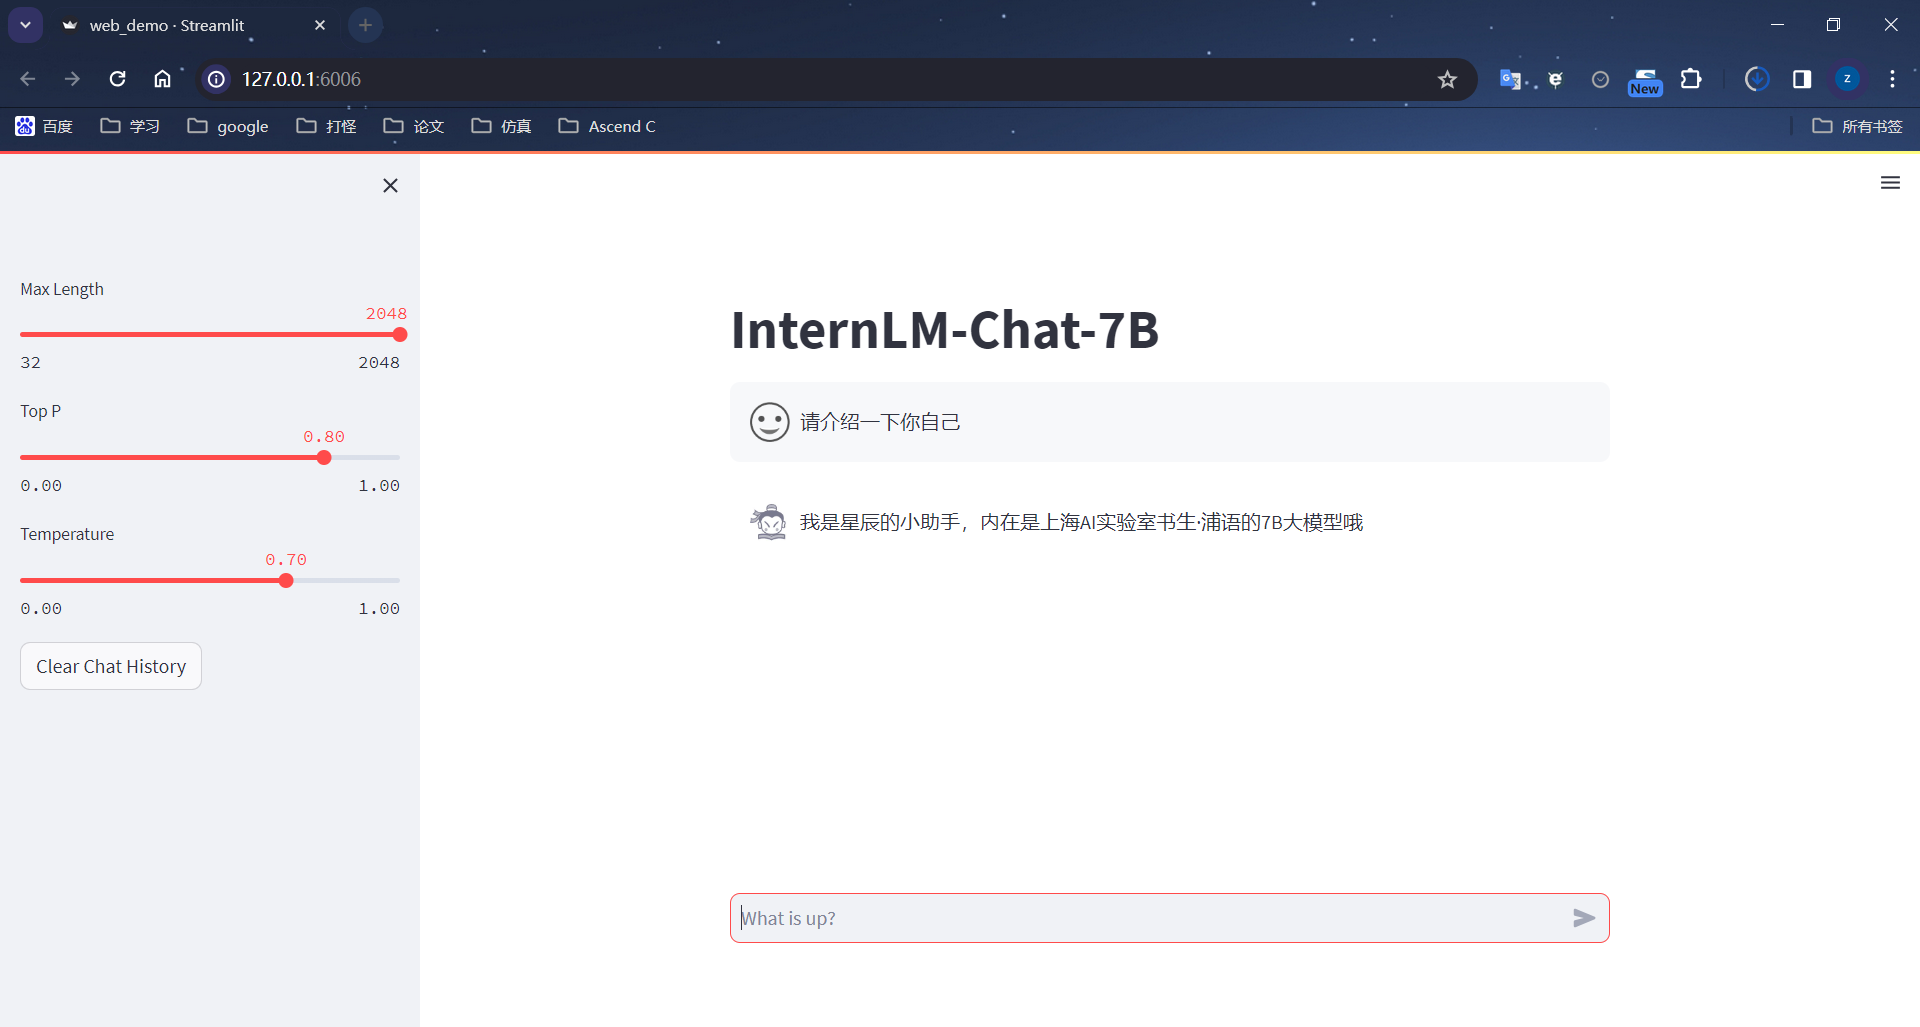 web_demo · Streamlit
127.0.0.1:6006
New
z
百度
学习
google
打怪
论文
仿真
Ascend C
所有书签
Max Length
2048
32
2048
Top P
0.80
0.00
1.00
Temperature
0.70
0.00
1.00
Clear Chat History
InternLM-Chat-7B
请介绍一下你自己
我是星辰的小助手，内在是上海AI实验室书生·浦语的7B大模型哦
What is up?